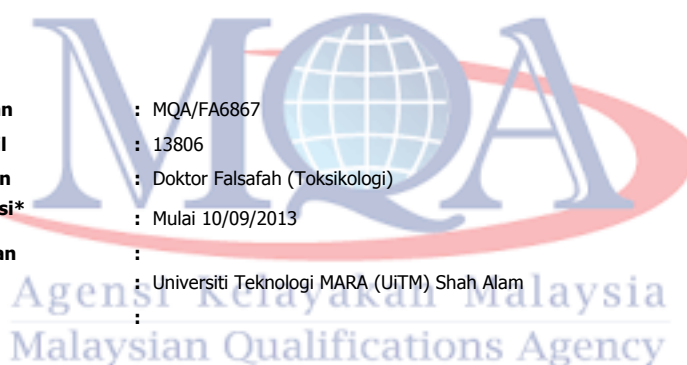 MQA
an : MQA/FA6867
l : 13806
n : Doktor Falsafah (Toksikologi)
si*
: Mulai 10/09/2013
an :
: Universiti Teknologi MARA (UiTM) Shah Alam
:
Agensi Kelayakan Malaysia
Malaysian Qualifications Agency